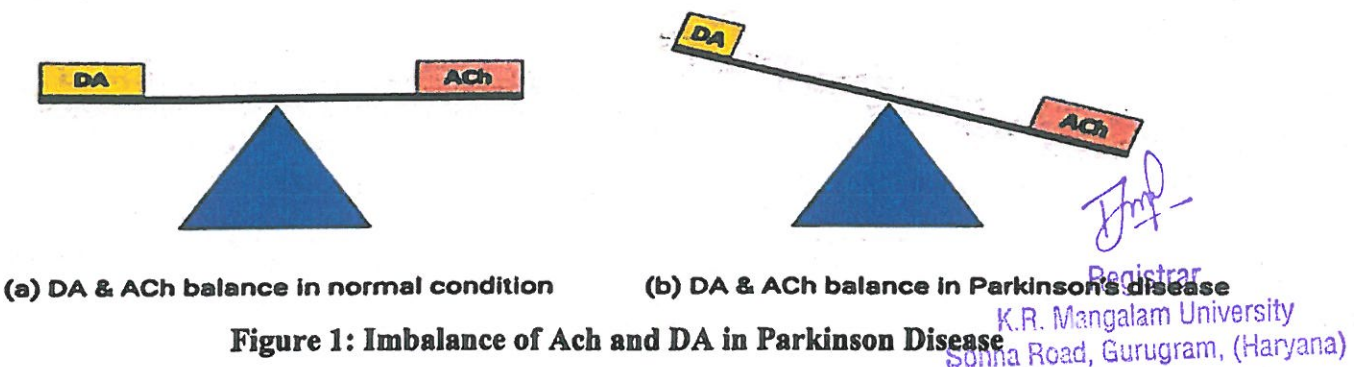 DA
ACh
DA
ACh
(a) DA & ACh balance in normal condition
(b) DA & ACh balance in Parkinson's disease
Registrar
K.R. Mangalam University
Figure 1: Imbalance of Ach and DA in Parkinson Disease
Sohna Road, Gurugram, (Haryana)